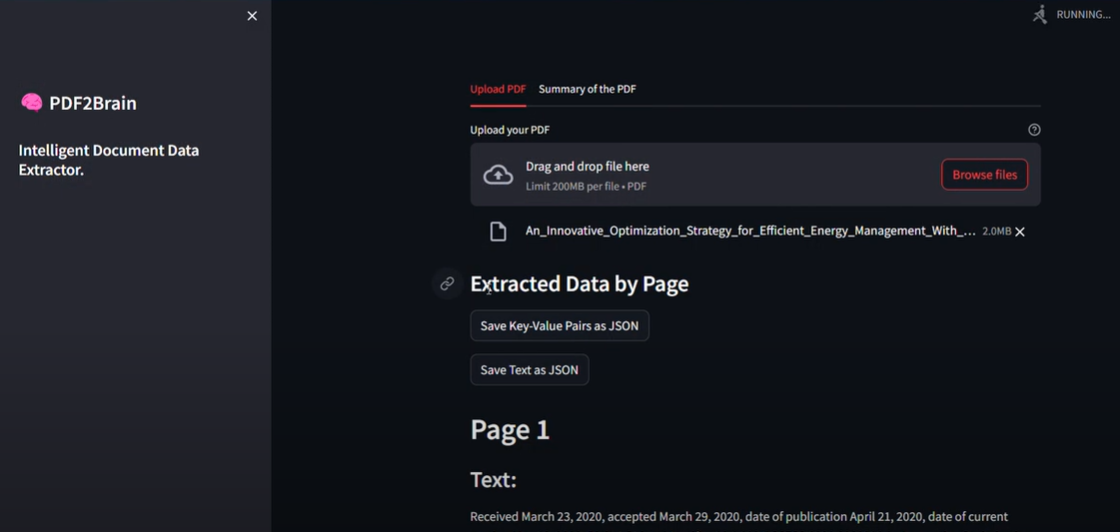 RUNNING...
PDF2Brain
Intelligent Document Data
Extractor.
Upload PDF Summary of the PDF
Upload your PDF
Drag and drop file here
Limit 200MB per file • PDF
Browse files
An_Innovative_Optimization_Strategy_for_Efficient_Energy_Management_With_... 2.0MB
Extracted Data by Page
Save Key-Value Pairs as JSON
Save Text as JSON
Page 1
Text:
Received March 23, 2020, accepted March 29, 2020, date of publication April 21, 2020, date of current